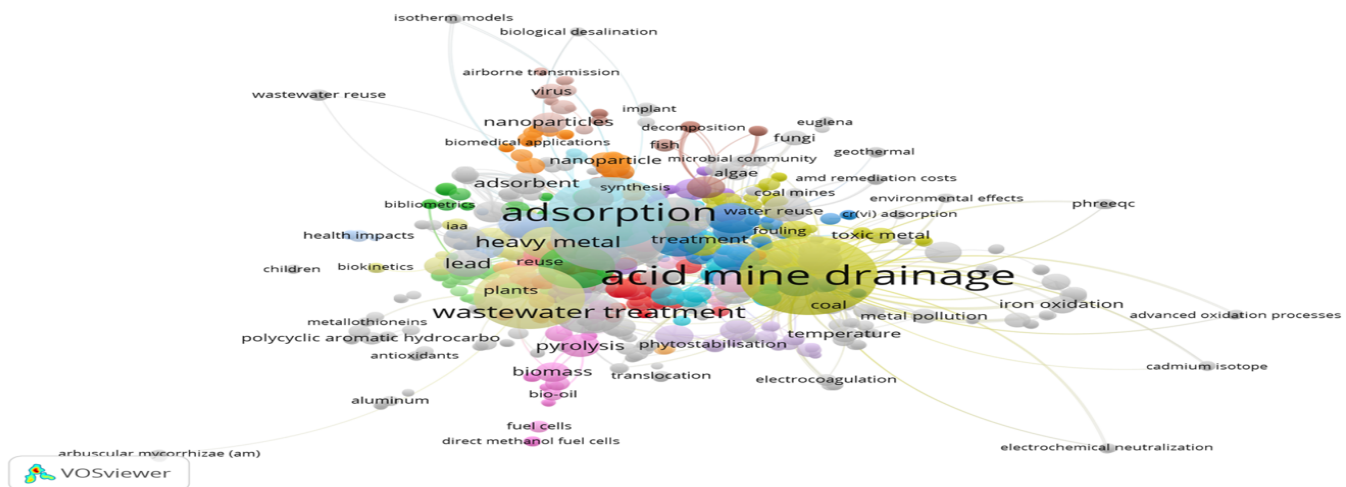 isotherm models
biological desalination
airborne transmission
virus
wastewater reuse
implant
nanoparticles
decomposition
euglena
biomedical applications
fish
fungi
nanoparticle
microbial community
geothermal
algae
adsorbent
synthesis
amd remediation costs
coal mines
environmental effects
bibliometrics
adsorption
water reuse
cr(vi) adsorption
phreeqc
iaa
fouling
health impacts
heavy metal
treatment
toxic metal
children
biokinetics
lead
reuse
acid mine drainage
plants
coal
iron oxidation
wastewater treatment
metal pollution
advanced oxidation processes
metallothioneins
temperature
polycyclic aromatic hydrocarbo
pyrolysis
phytostabilisation
antioxidants
biomass
translocation
electrocoagulation
cadmium isotope
bio-oil
aluminum
fuel cells
direct methanol fuel cells
electrochemical neutralization
arbuscular mycorrhizae (am)
VOSviewer